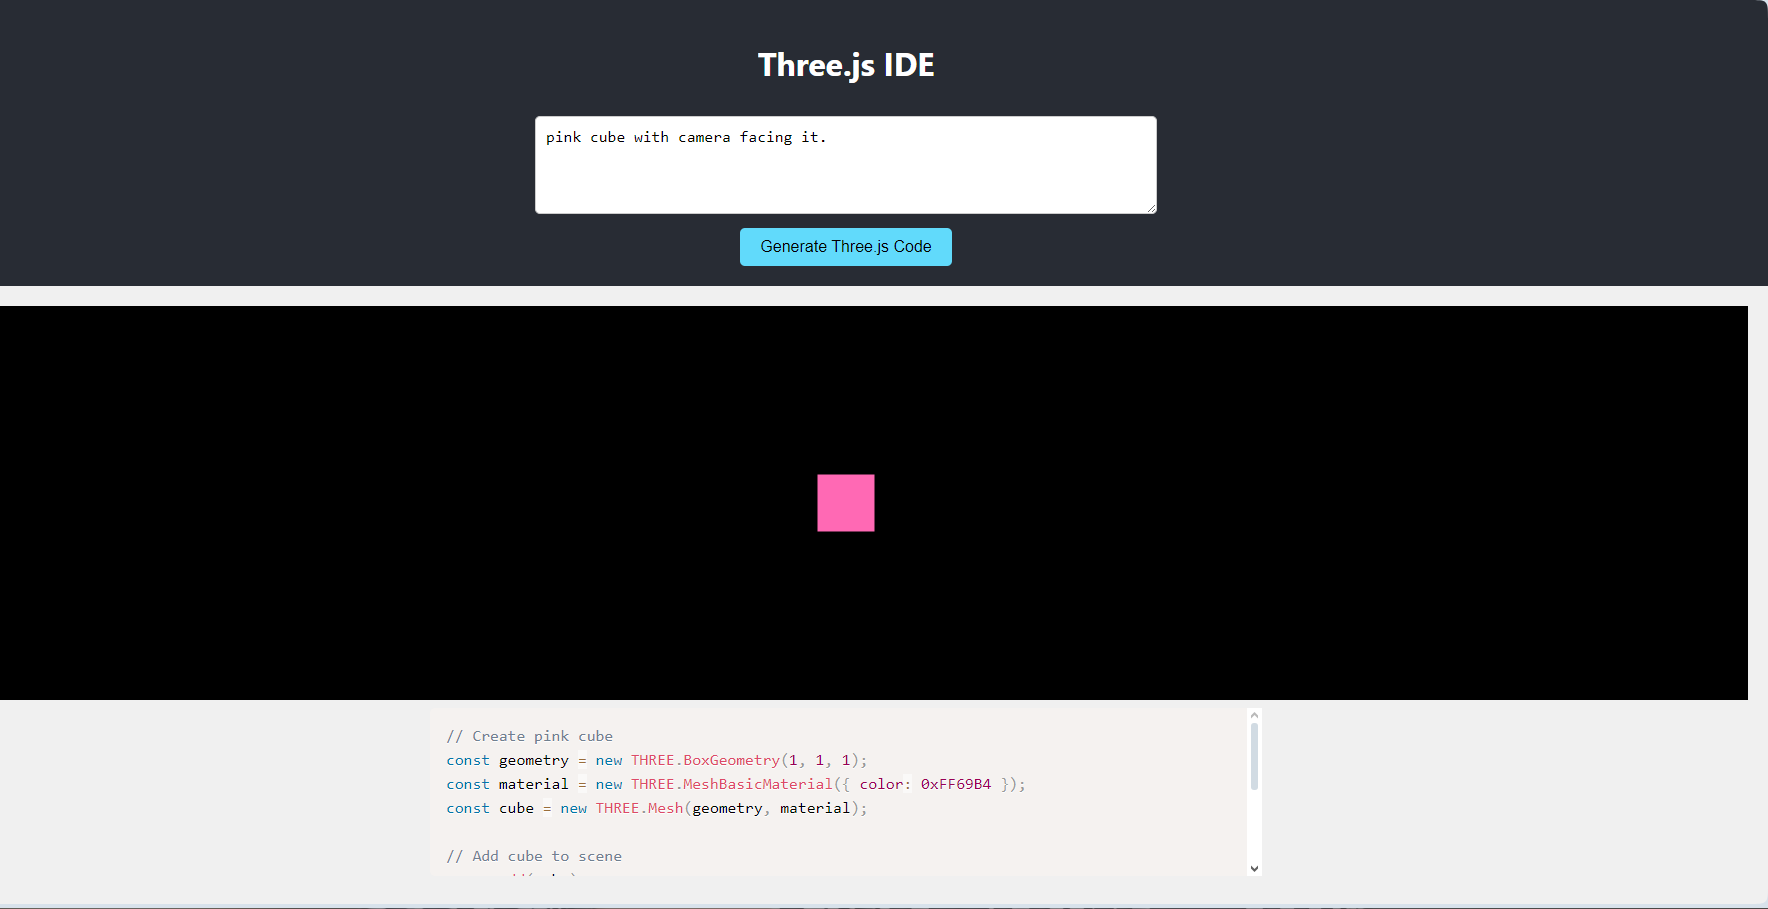 Three.js IDE
pink cube with camera facing it.
Generate Three.js Code
// Create pink cube
const geometry = new THREE.BoxGeometry(1, 1, 1);
const material = new THREE.MeshBasicMaterial({ color: 0xFF69B4 });
const cube = new THREE.Mesh(geometry, material);
// Add cube to scene